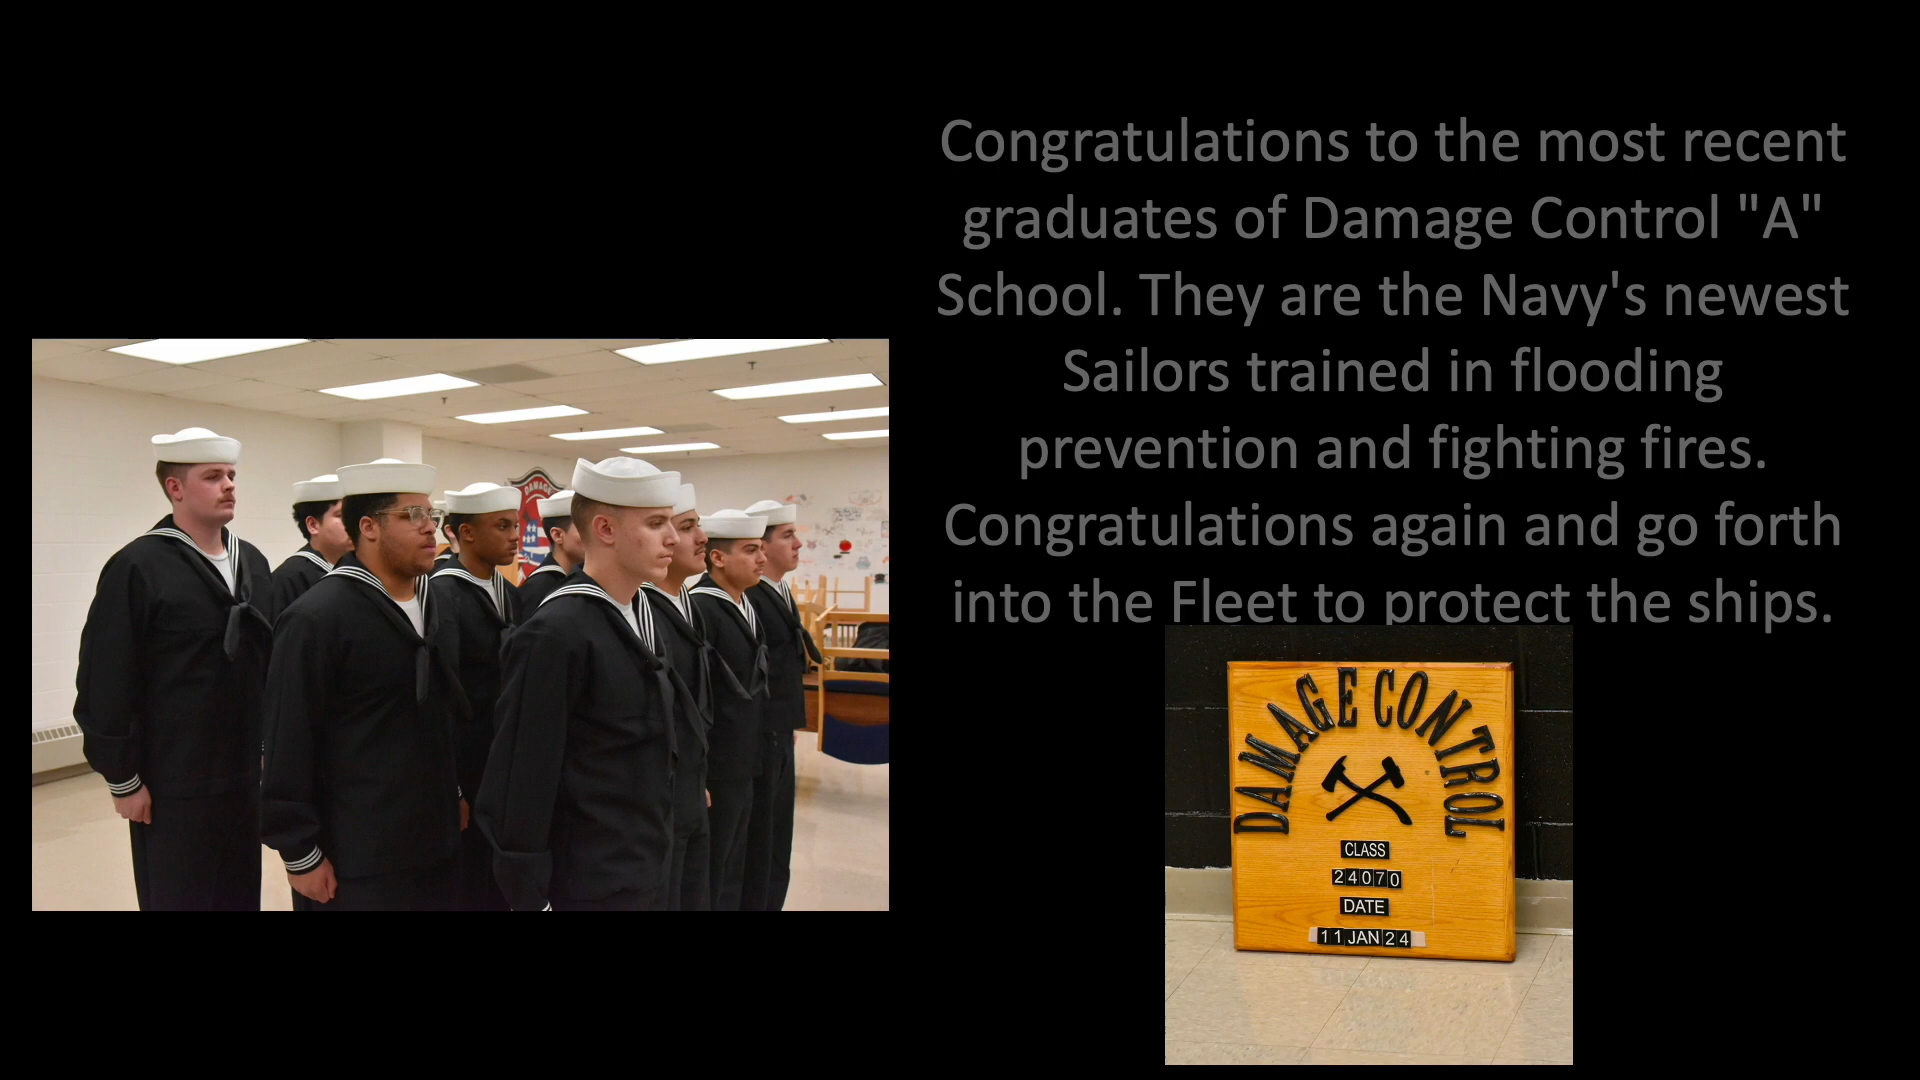 Congratulations to the most recent
graduates of Damage Control "A"
School. They are the Navy's newest
Sailors trained in flooding
prevention and fighting fires.
Congratulations again and go forth
into the Fleet to protect the ships.
DAMAGE
DAMAGE CONTROL
CLASS
24070
DATE
11 JAN 24